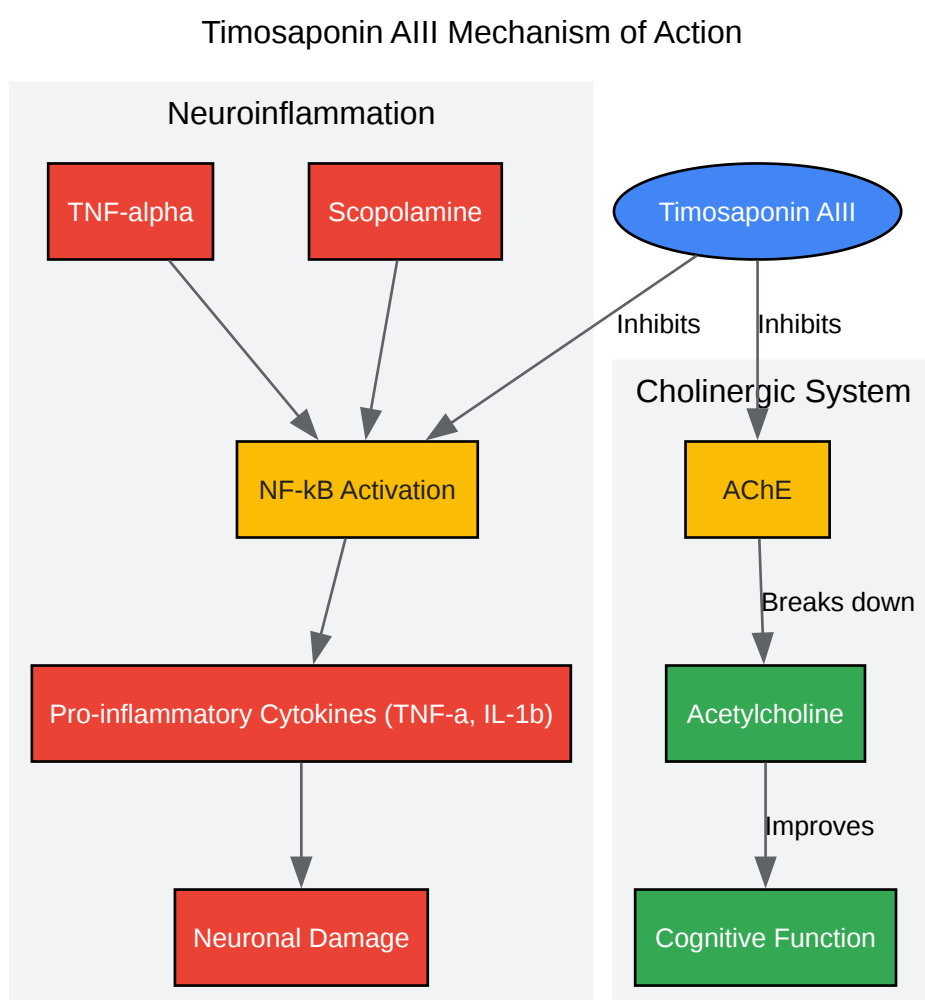 Timosaponin AIII Mechanism of Action
Neuroinflammation
TNF-alpha
Scopolamine
Timosaponin AIII
Inhibits
Inhibits
Cholinergic System
NF-kB Activation
AChE
Breaks down
Pro-inflammatory Cytokines (TNF-a, IL-1b)
Acetylcholine
Improves
Neuronal Damage
Cognitive Function